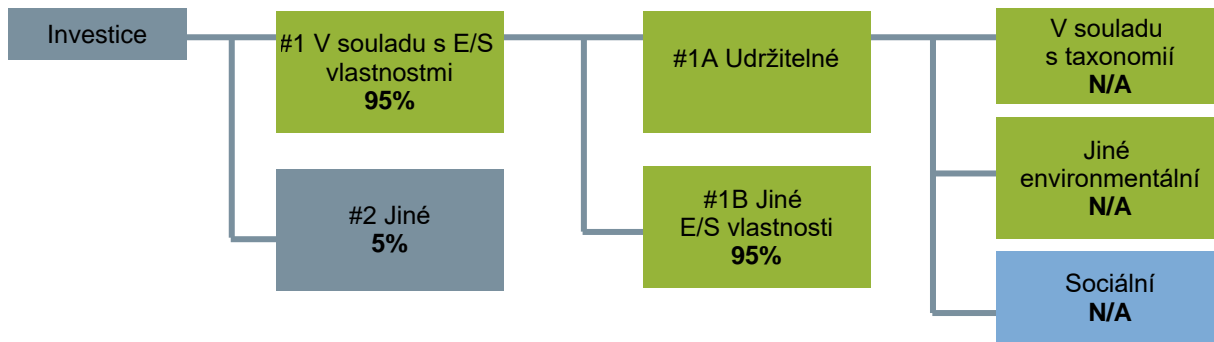 Investice
#1 V souladu s E/S
vlastnostmi
95%
#2 Jiné
5%
#1A Udržitelné
#1B Jiné
E/S vlastnosti
95%
V souladu
s taxonomií
N/A
Jiné
environmentální
N/A
Sociální
N/A